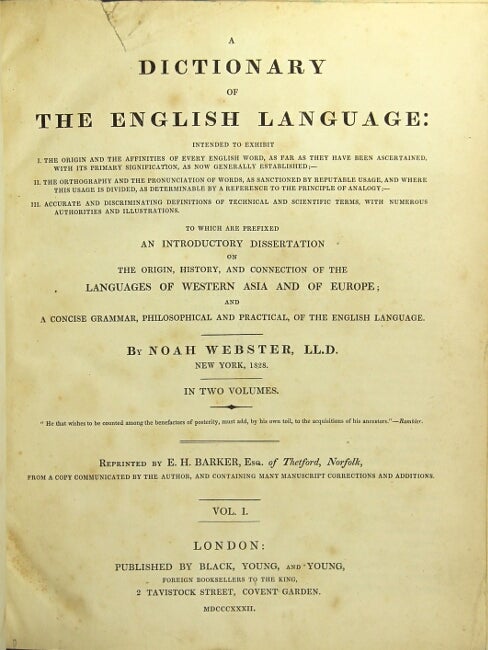 A
DICTIONARY
OF
THE ENGLISH LANGUAGE:
INTENDED TO EXHIBIT
I. THE ORIGIN AND THE AFFINITIES OF EVERY ENGLISH WORD, AS FAR AS THEY HAVE BEEN ASCERTAINED,
WITH ITS PRIMARY SIGNIFICATION, AS NOW GENERALLY ESTABLISHED;—
II. THE ORTHOGRAPHY AND THE PRONUNCIATION OF WORDS, AS SANCTIONED BY REPUTABLE USAGE, AND WHERE
THIS USAGE IS DIVIDED, AS DETERMINABLE BY A REFERENCE TO THE PRINCIPLE OF ANALOGY;—
III. ACCURATE AND DISCRIMINATING DEFINITIONS OF TECHNICAL AND SCIENTIFIC TERMS, WITH NUMEROUS
AUTHORITIES AND ILLUSTRATIONS.
TO WHICH ARE PREFIXED
AN INTRODUCTORY DISSERTATION
ON
THE ORIGIN, HISTORY, AND CONNECTION OF THE
LANGUAGES OF WESTERN ASIA AND OF EUROPE;
AND
A CONCISE GRAMMAR, PHILOSOPHICAL AND PRACTICAL, OF THE ENGLISH LANGUAGE.
BY NOAH WEBSTER, LL.D.
NEW YORK, 1828.
IN TWO VOLUMES.
"He that wishes to be counted among the benefactors of posterity, must add, by his own toil, to the acquisitions of his ancestors."—Rambler.
REPRINTED BY E. H. BARKER, ESQ. of Thetford, Norfolk,
FROM A COPY COMMUNICATED BY THE AUTHOR, AND CONTAINING MANY MANUSCRIPT CORRECTIONS AND ADDITIONS.
VOL. I.
LONDON:
PUBLISHED BY BLACK, YOUNG, AND YOUNG,
FOREIGN BOOKSELLERS TO THE KING,
2 TAVISTOCK STREET, COVENT GARDEN.
MDCCCXXXII.